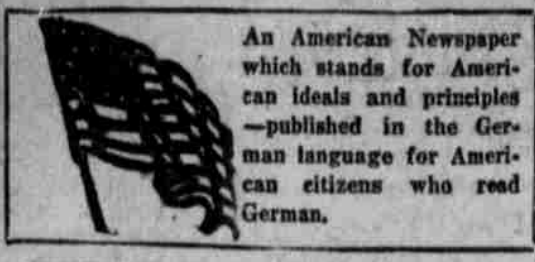 An American Newspaper
which stands for Ameri-
can ideals and principles
—published in the Ger-
man language for Ameri-
can citizens who read
German.